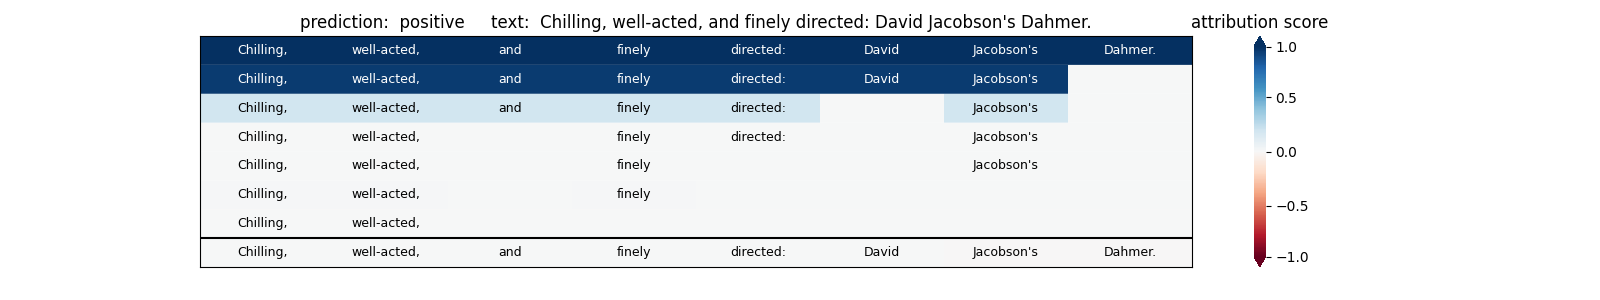 prediction:  positive     text:  Chilling, well-acted, and finely directed: David Jacobson's Dahmer.     attribution score
Chilling, well-acted, and finely directed: David Jacobson's Dahmer.
Chilling, well-acted, and finely directed: David Jacobson's
Chilling, well-acted, and finely directed: Jacobson's
Chilling, well-acted, finely directed: Jacobson's
Chilling, well-acted, finely Jacobson's
Chilling, well-acted, finely
Chilling, well-acted,
Chilling, well-acted, and finely directed: David Jacobson's Dahmer.
1.0
0.5
0.0
−0.5
−1.0